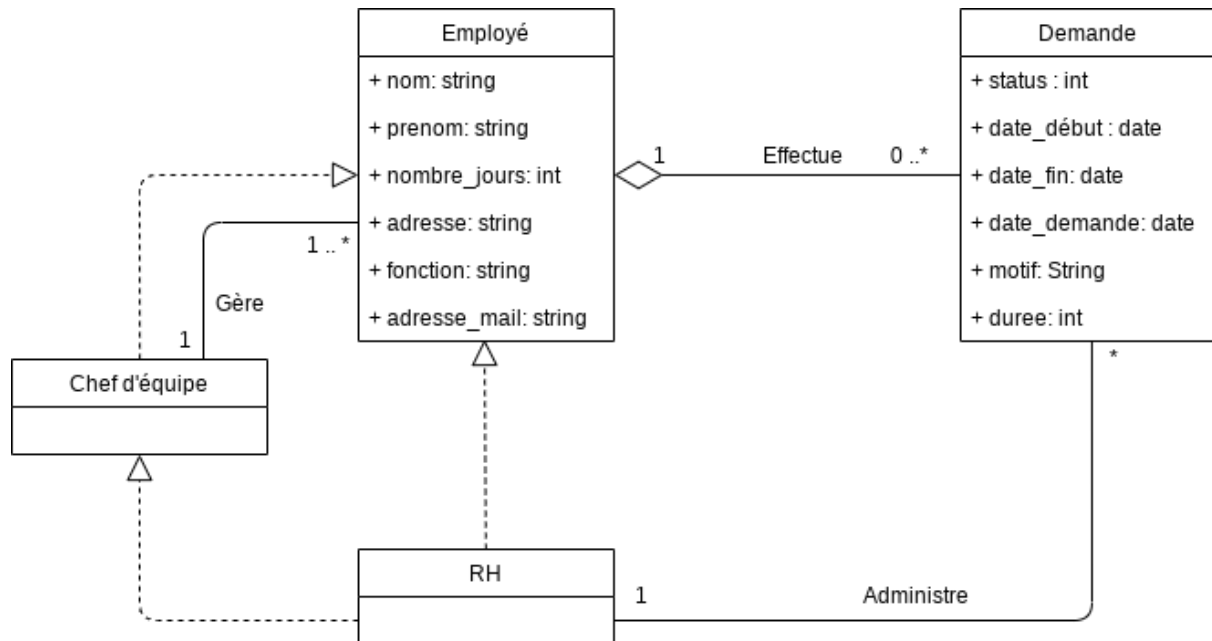 Employé
+ nom: string
+ prenom: string
+ nombre_jours: int
+ adresse: string
+ fonction: string
+ adresse_mail: string
Demande
+ status : int
+ date_début : date
+ date_fin: date
+ date_demande: date
+ motif: String
+ duree: int
1 Effectue 0 ..*
1 .. *
Gère
1
Chef d'équipe
*
RH
1 Administre